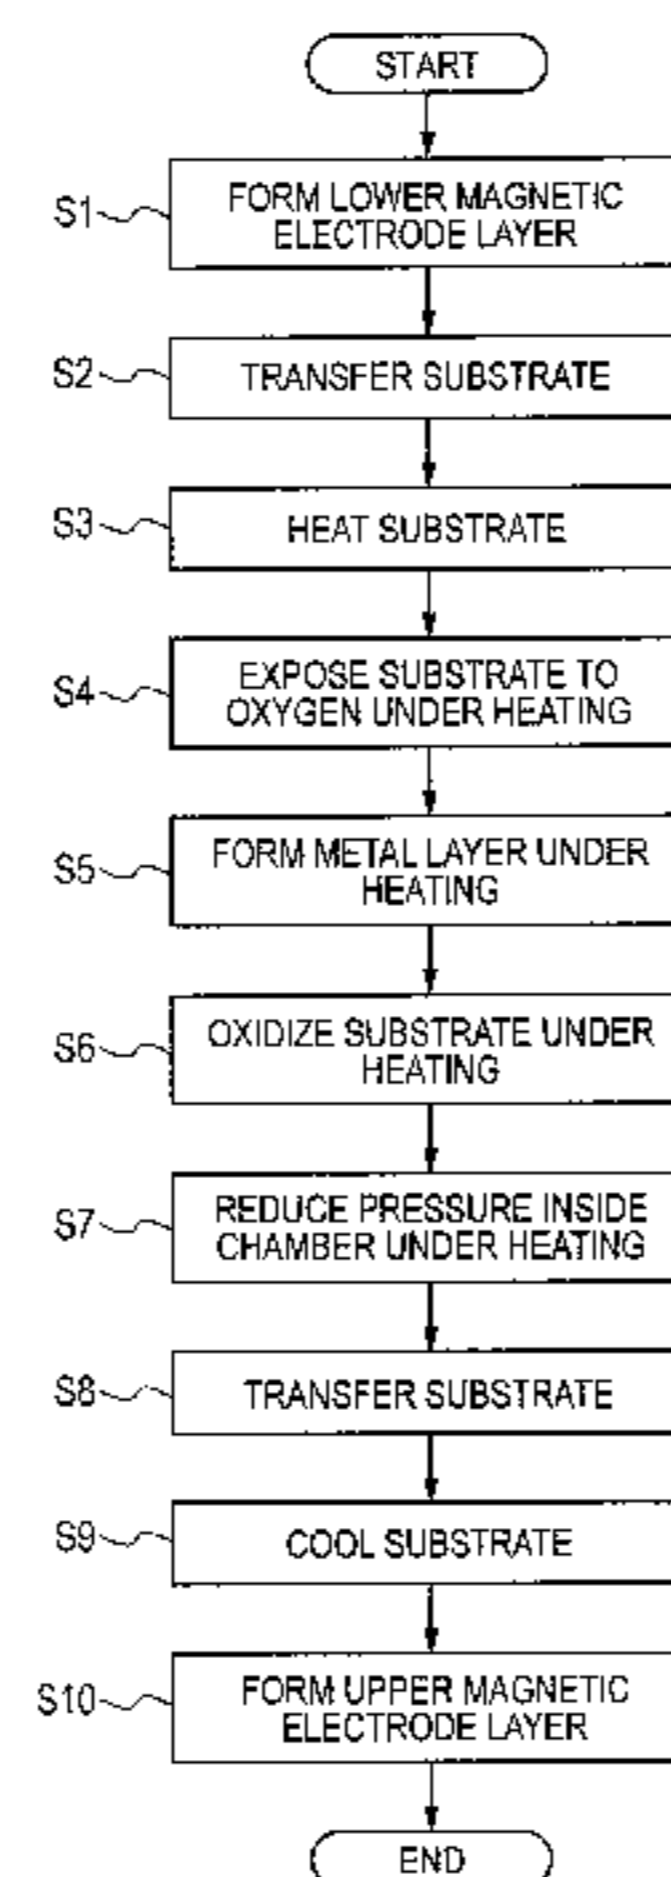 START
S1
FORM LOWER MAGNETIC
ELECTRODE LAYER
S2
TRANSFER SUBSTRATE
S3
HEAT SUBSTRATE
S4
EXPOSE SUBSTRATE TO
OXYGEN UNDER HEATING
S5
FORM METAL LAYER UNDER
HEATING
S6
OXIDIZE SUBSTRATE UNDER
HEATING
S7
REDUCE PRESSURE INSIDE
CHAMBER UNDER HEATING
S8
TRANSFER SUBSTRATE
S9
COOL SUBSTRATE
S10
FORM UPPER MAGNETIC
ELECTRODE LAYER
END